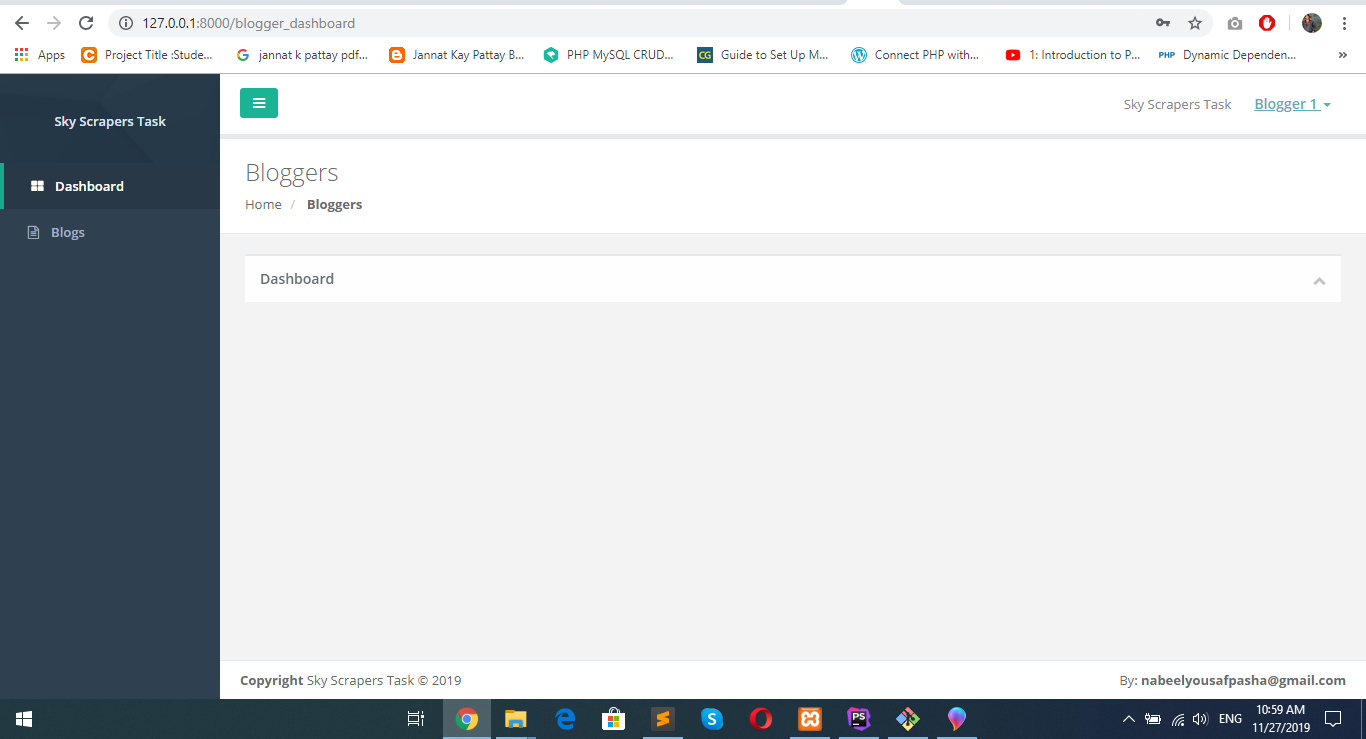 127.0.0.1:8000/blogger_dashboard
Apps
Project Title :Stude...
jannat k pattay pdf...
Jannat Kay Pattay B...
PHP MySQL CRUD...
CG
Guide to Set Up M...
Connect PHP with...
1: Introduction to P...
PHP
Dynamic Dependen...
»
Sky Scrapers Task
Sky Scrapers Task
Blogger 1
Dashboard
Blogs
Bloggers
Home / Bloggers
Dashboard
Copyright Sky Scrapers Task © 2019
By: nabeelyousafpasha@gmail.com
PS
ENG
10:59 AM
11/27/2019